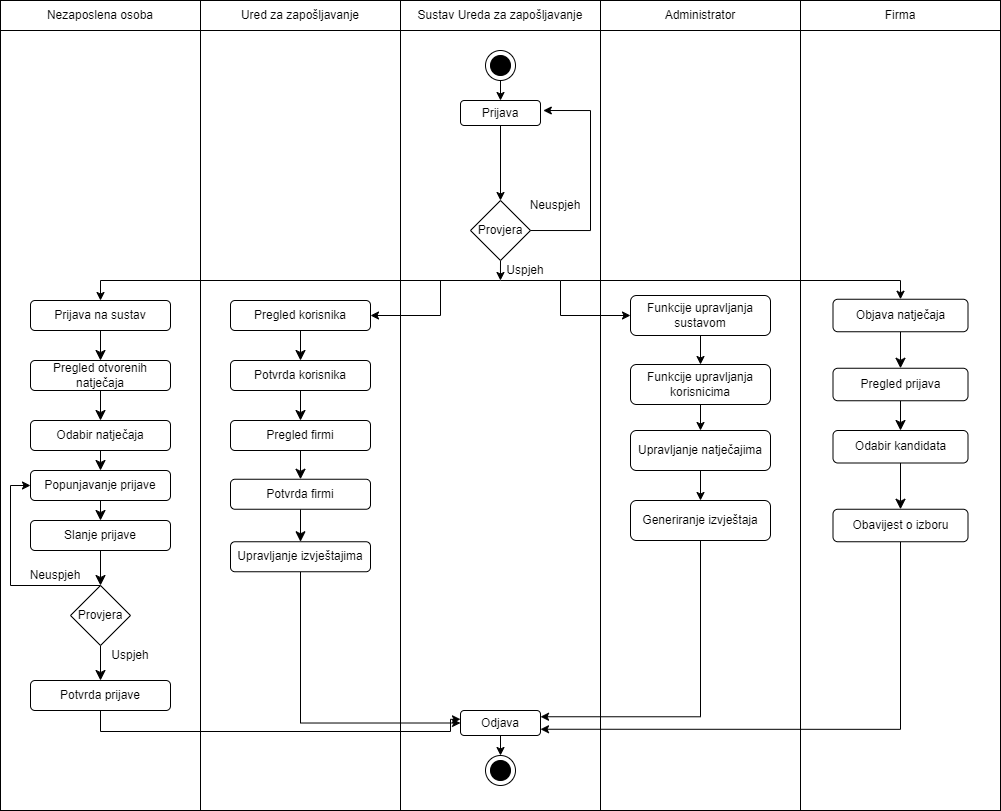 Nezaposlena osoba
Ured za zapošljavanje
Sustav Ureda za zapošljavanje
Administrator
Firma
Prijava
Neuspjeh
Provjera
Uspjeh
Prijava na sustav
Pregled otvorenih
natječaja
Odabir natječaja
Popunjavanje prijave
Slanje prijave
Neuspjeh
Provjera
Uspjeh
Potvrda prijave
Pregled korisnika
Potvrda korisnika
Pregled firmi
Potvrda firmi
Upravljanje izvještajima
Funkcije upravljanja
sustavom
Funkcije upravljanja
korisnicima
Upravljanje natječajima
Generiranje izvještaja
Objava natječaja
Pregled prijava
Odabir kandidata
Obavijest o izboru
Odjava